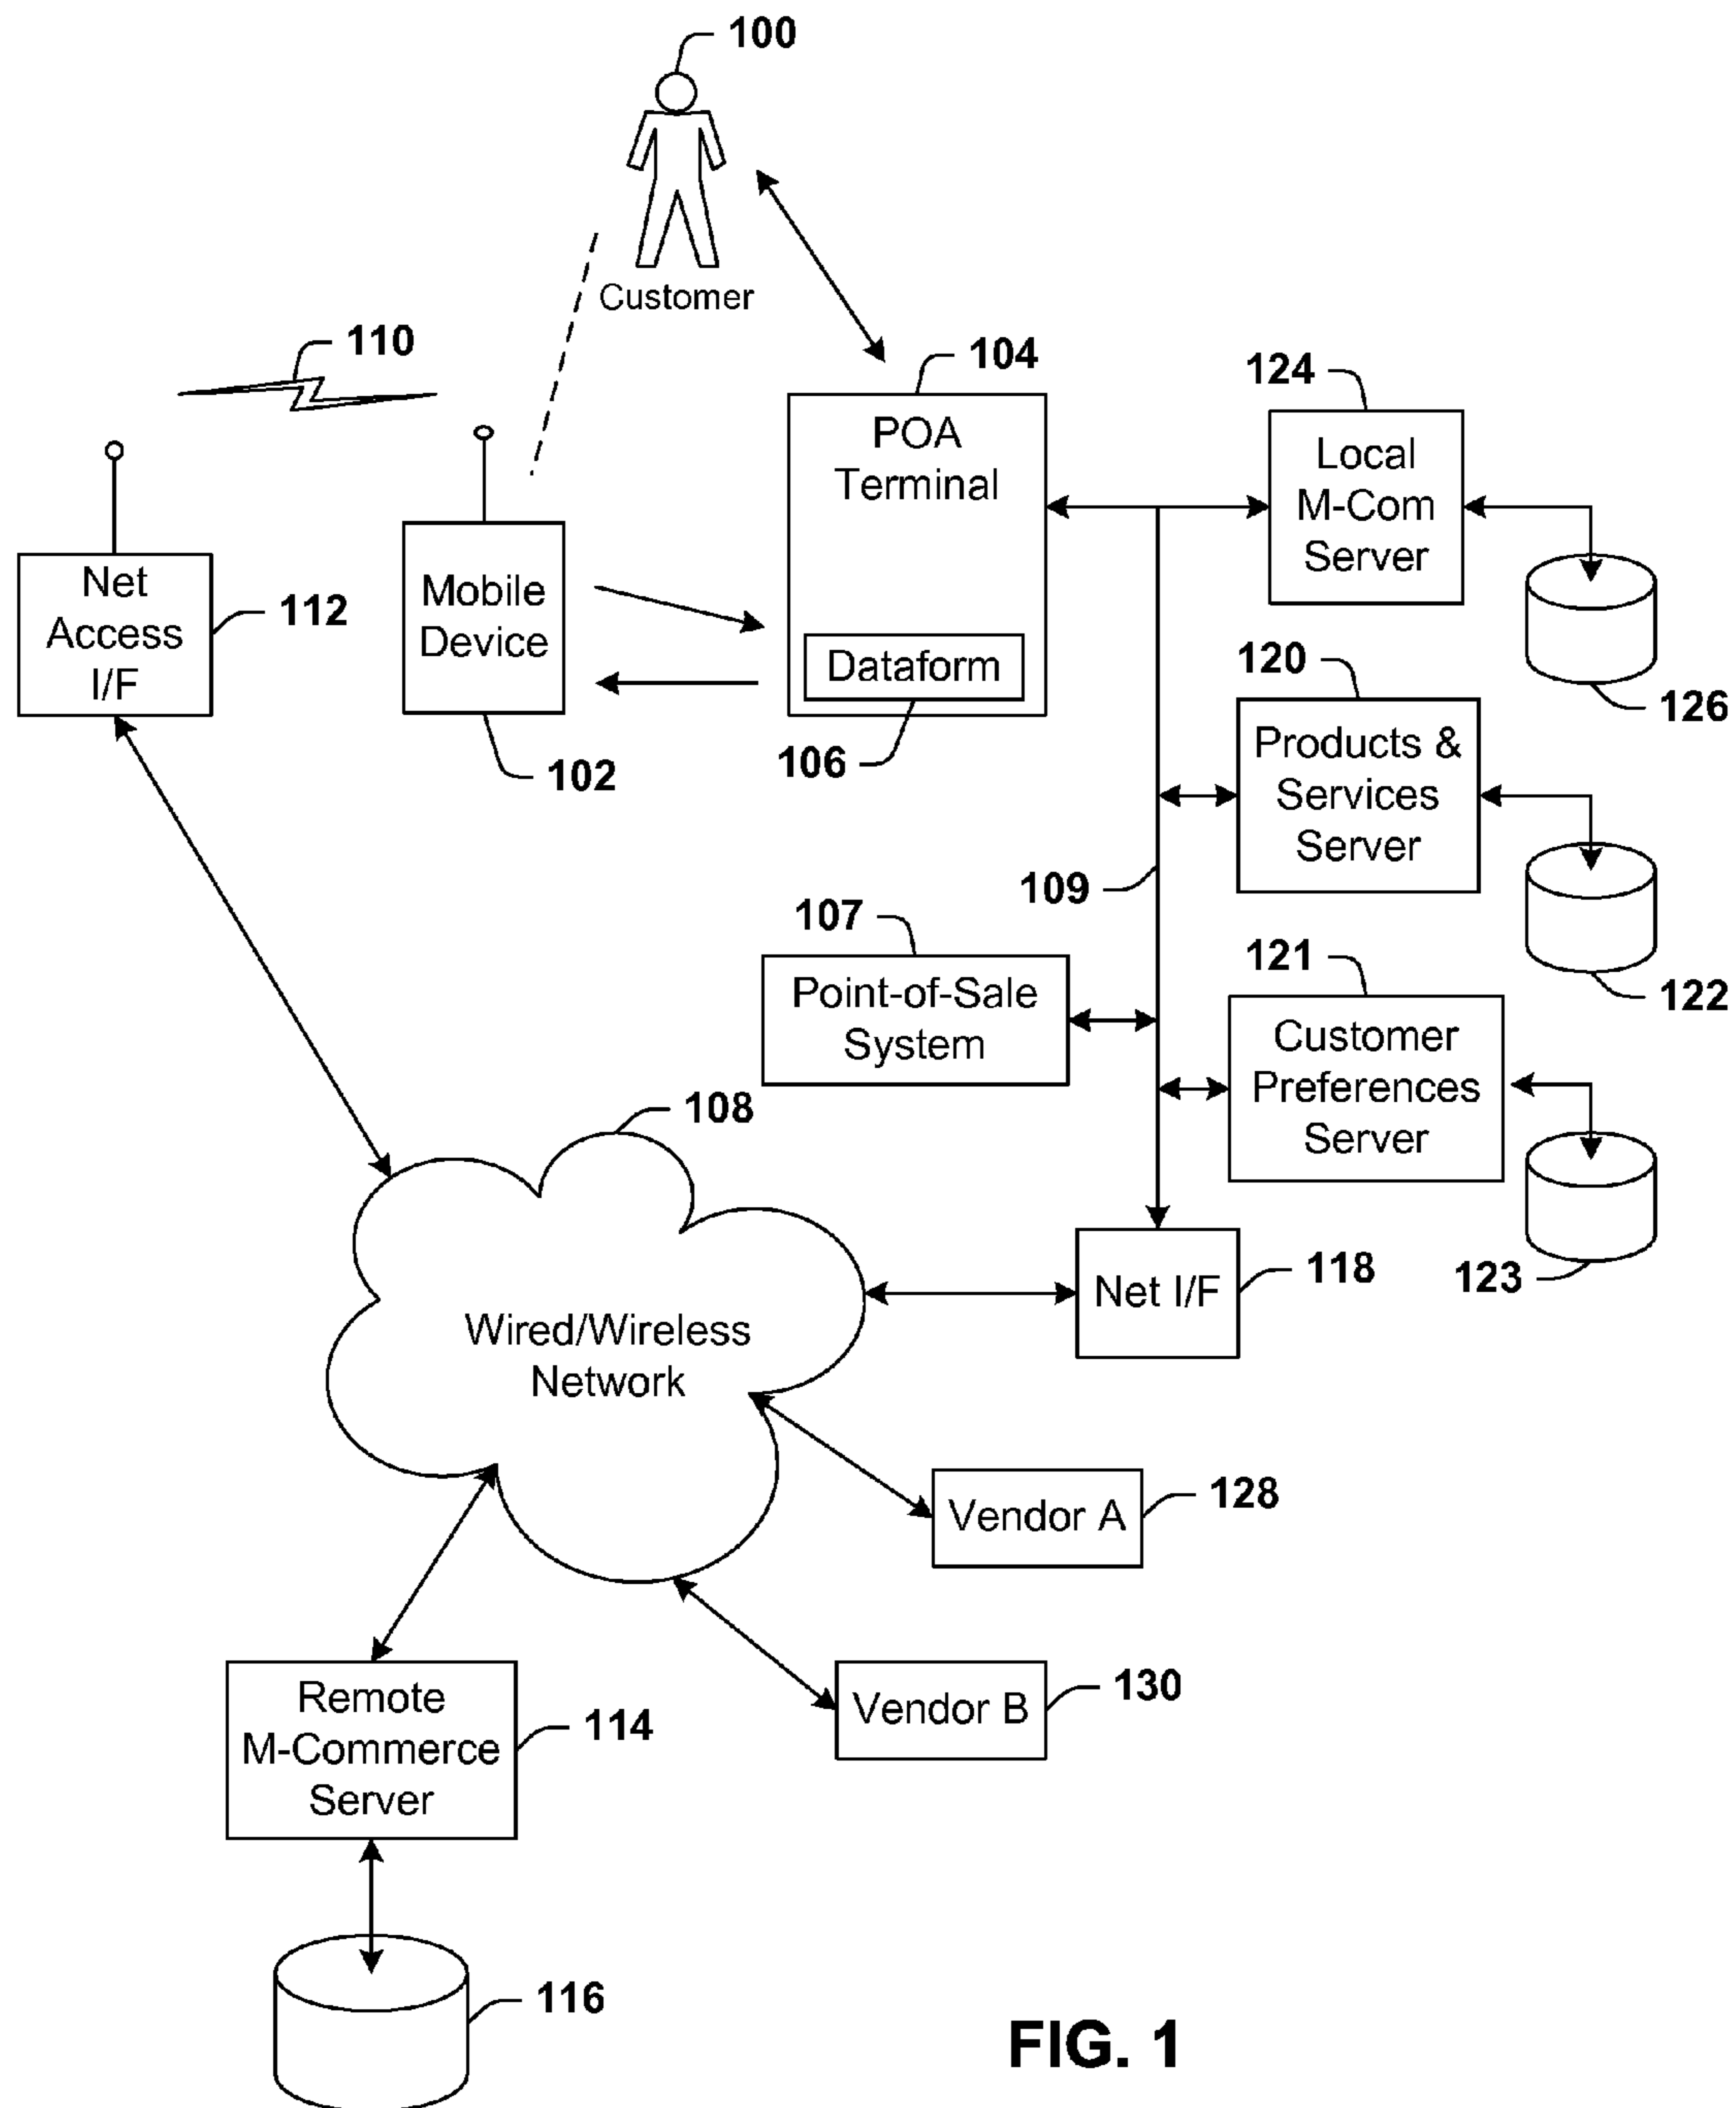 100
Customer
110
104
124
POA
Terminal
Local
M-Com
Server
Net
Access
I/F
112
Mobile
Device
Dataform
102
106
120
126
Products &
Services
Server
109
107
Point-of-Sale
System
121
122
Customer
Preferences
Server
108
123
Net I/F
118
Wired/Wireless
Network
Vendor A
128
Vendor B
130
Remote
M-Commerce
Server
114
116
FIG. 1